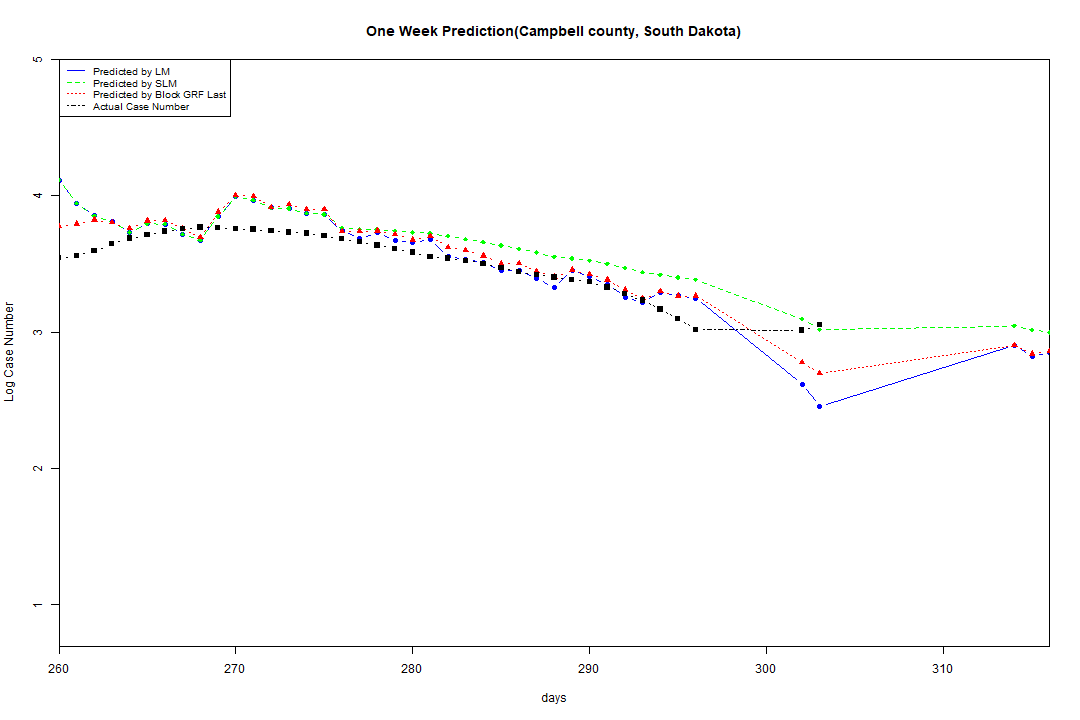 One Week Prediction(Campbell county, South Dakota)
Predicted by LM
Predicted by SLM
Predicted by Block GRF Last
Actual Case Number
Log Case Number
5
4
3
2
1
260 270 280 290 300 310
days